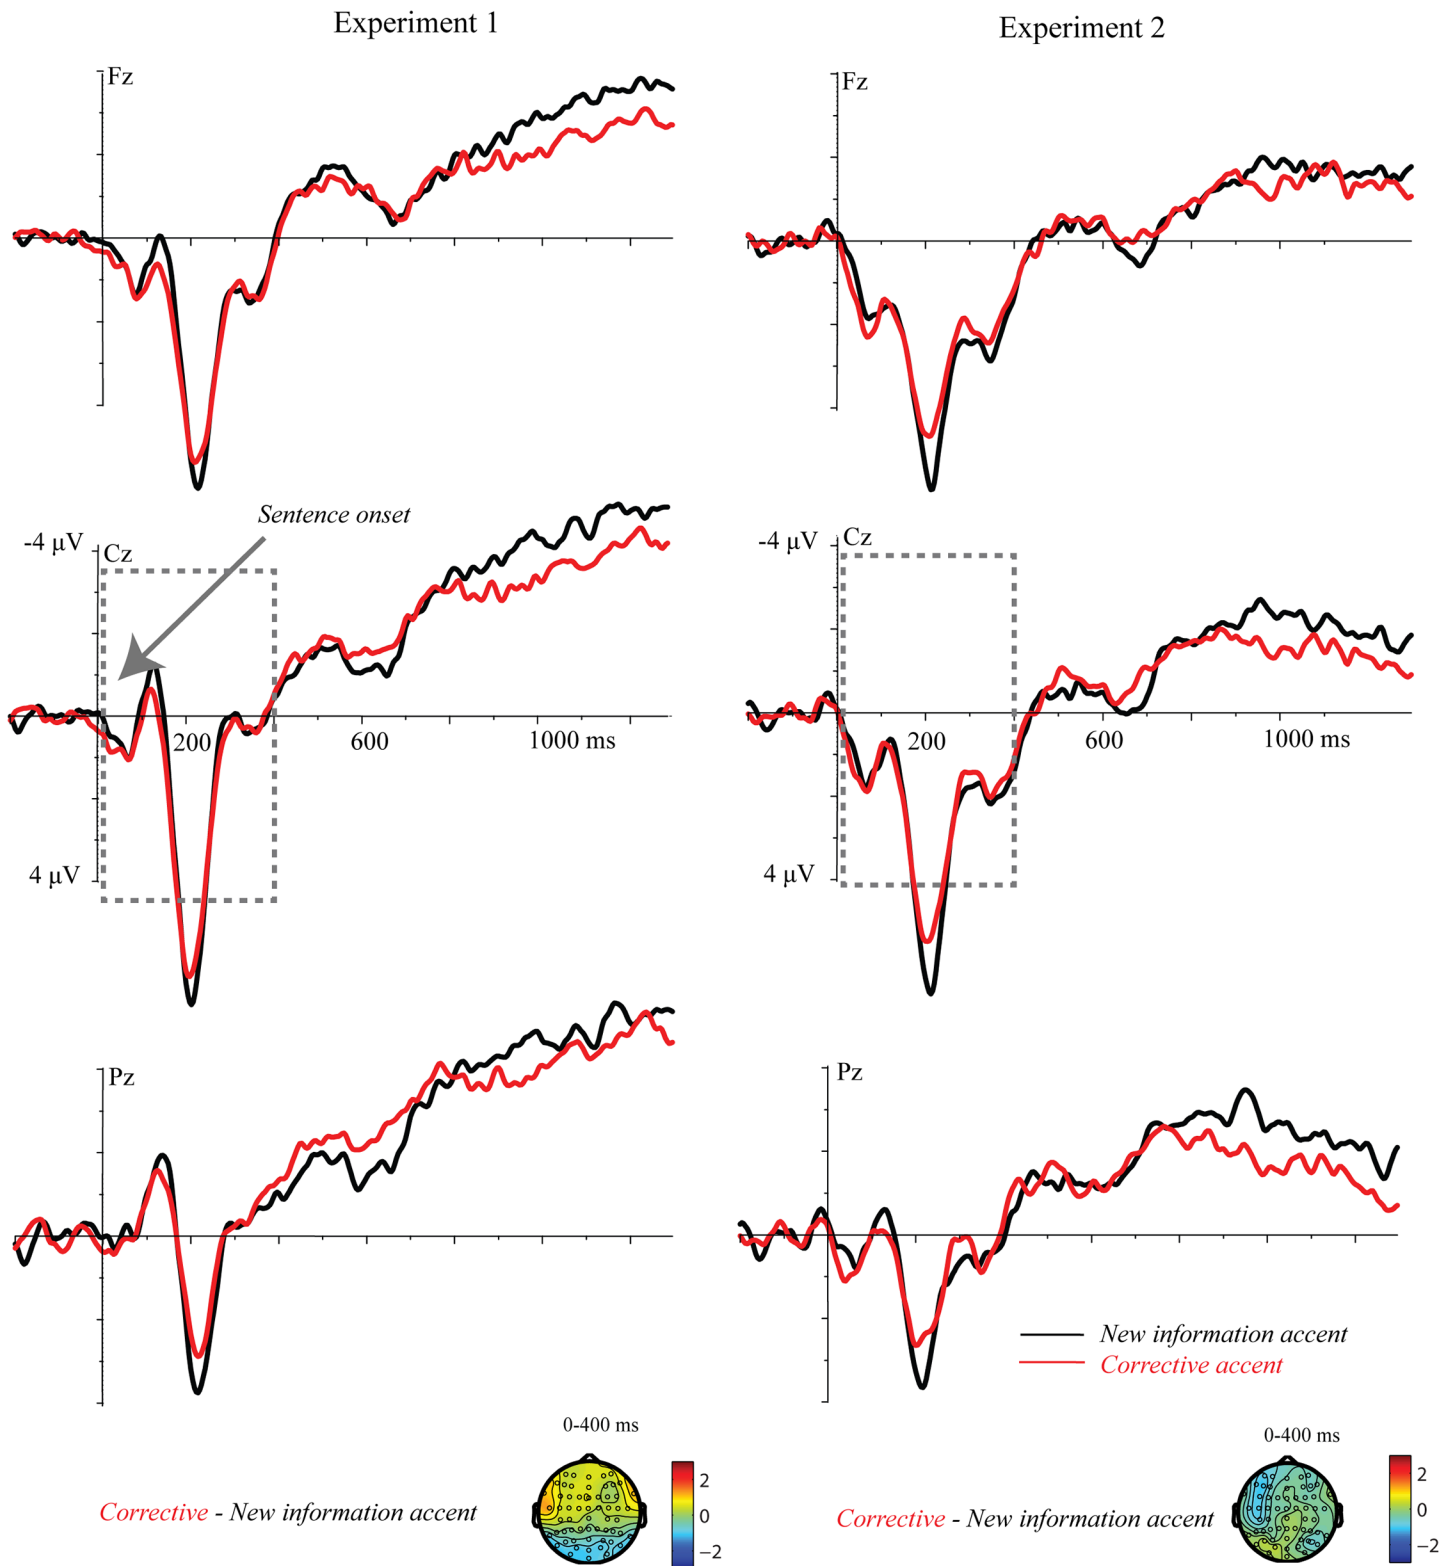 Experiment 1
Experiment 2
Fz
Fz
Sentence onset
-4 μV
Cz
-4 μV
Cz
200
600
1000 ms
200
600
1000 ms
4 μV
4 μV
Pz
Pz
New information accent
Corrective accent
0-400 ms
0-400 ms
Corrective - New information accent
2
0
−2
Corrective - New information accent
2
0
−2